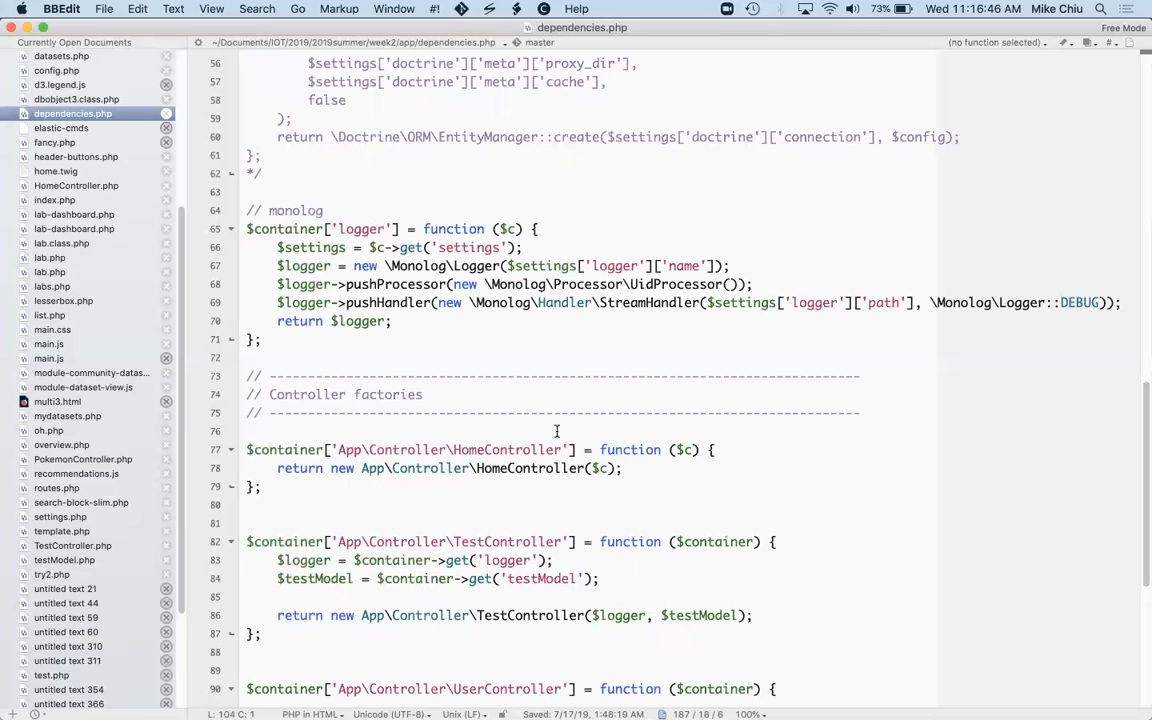 BBEdit File Edit Text View Search Go Markup Window #! Help 73% Wed 11:16:46 AM Mike Chiu
dependencies.php
Free Mode
Currently Open Documents
~/Documents/IOT/2019/2019summer/week2/app/dependencies.php master (no function selected)
datasets.php
config.php
d3.legend.js
dbobject3.class.php
dependencies.php
elastic-cmds
fancy.php
header-buttons.php
home.twig
HomeController.php
index.php
lab-dashboard.php
lab-dashboard.php
lab.class.php
lab.php
lab.php
labs.php
lesserbox.php
list.php
main.css
main.js
main.js
module-community-datas...
module-dataset-view.js
multi3.html
mydatasets.php
oh.php
overview.php
PokemonController.php
recommendations.js
routes.php
search-block-slim.php
settings.php
template.php
TestController.php
testModel.php
try2.php
untitled text 21
untitled text 44
untitled text 59
untitled text 60
untitled text 310
untitled text 311
test.php
untitled text 354
untitled text 366
56 $settings['doctrine']['meta']['proxy_dir'],
57 $settings['doctrine']['meta']['cache'],
58 false
59 );
60 return \Doctrine\ORM\EntityManager::create($settings['doctrine']['connection'], $config);
61 };
62 */
63
64 // monolog
65 $container['logger'] = function ($c) {
66 $settings = $c->get('settings');
67 $logger = new \Monolog\Logger($settings['logger']['name']);
68 $logger->pushProcessor(new \Monolog\Processor\UidProcessor());
69 $logger->pushHandler(new \Monolog\Handler\StreamHandler($settings['logger']['path'], \Monolog\Logger::DEBUG));
70 return $logger;
71 };
72
73 // -----------------------------------------------------------------------------
74 // Controller factories
75 // -----------------------------------------------------------------------------
76
77 $container['App\Controller\HomeController'] = function ($c) {
78 return new App\Controller\HomeController($c);
79 };
80
81
82 $container['App\Controller\TestController'] = function ($container) {
83 $logger = $container->get('logger');
84 $testModel = $container->get('testModel');
85
86 return new App\Controller\TestController($logger, $testModel);
87 };
88
89
90 $container['App\Controller\UserController'] = function ($container) {
L: 104 C: 1 PHP in HTML Unicode (UTF-8) Unix (LF) Saved: 7/17/19, 1:48:19 AM 187 / 18 / 6 100%